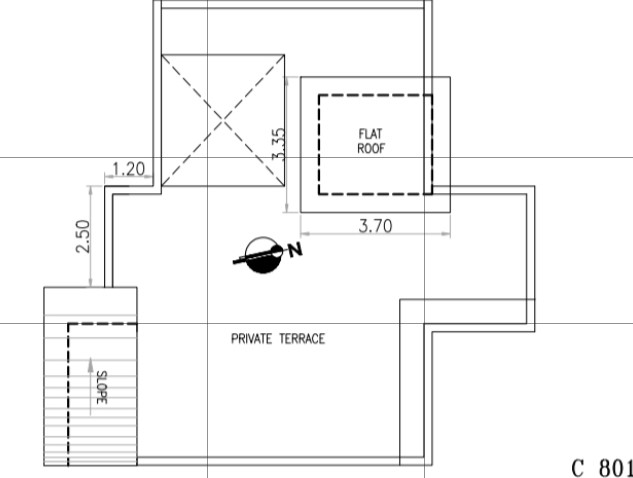 FLAT
ROOF
3.35
1.20
3.70
2.50
N
PRIVATE TERRACE
SLOPE
C 801